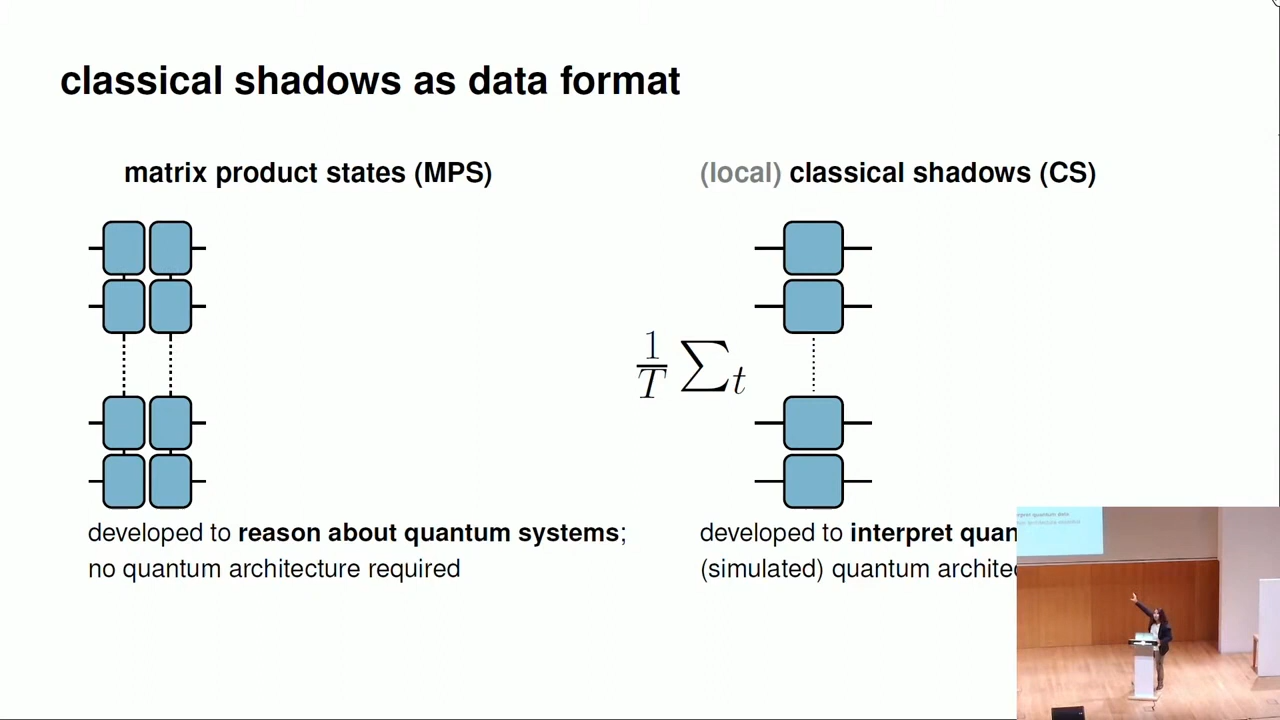 classical shadows as data format
matrix product states (MPS)
(local) classical shadows (CS)
1
T
∑t
developed to reason about quantum systems;
no quantum architecture required
developed to interpret quan
(simulated) quantum architec